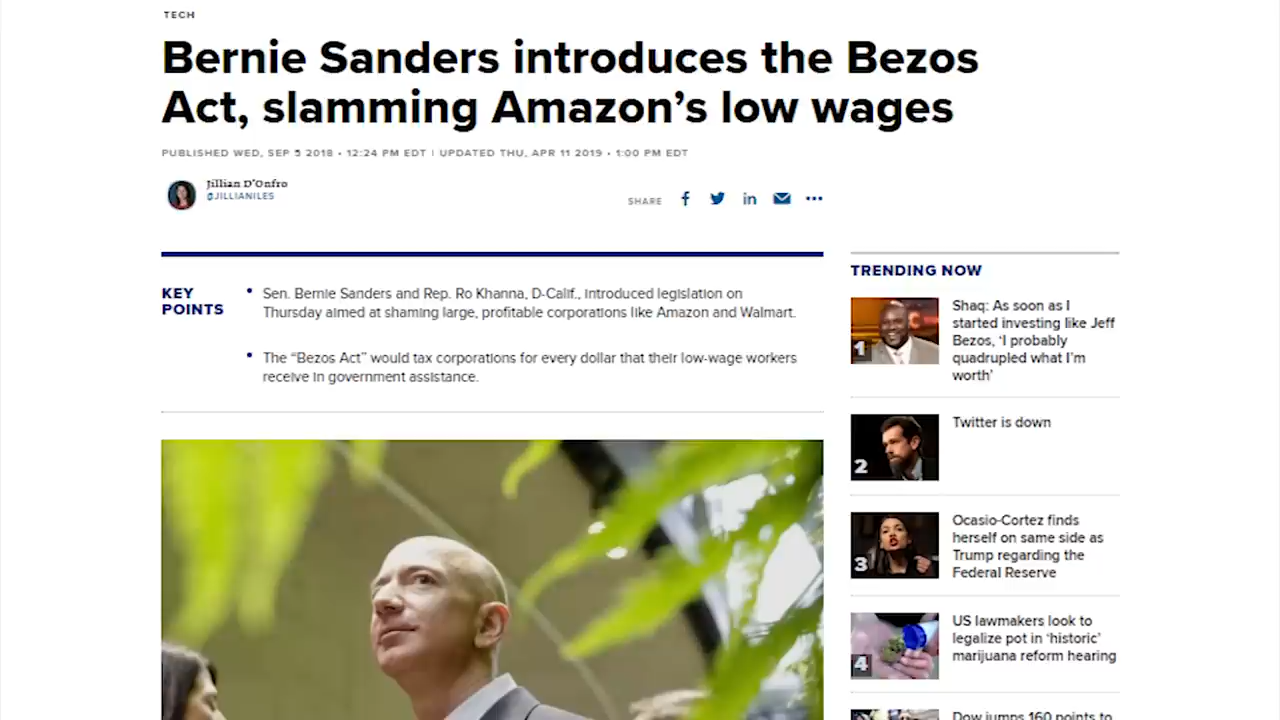 TECH
Bernie Sanders introduces the Bezos
Act, slamming Amazon’s low wages
PUBLISHED WED, SEP 5 2018 • 12:24 PM EDT | UPDATED THU, APR 11 2019 • 1:00 PM EDT
Jillian D’Onfro
@JILLIANILES
SHARE
KEY
POINTS
• Sen. Bernie Sanders and Rep. Ro Khanna, D-Calif., introduced legislation on
Thursday aimed at shaming large, profitable corporations like Amazon and Walmart.
• The “Bezos Act” would tax corporations for every dollar that their low-wage workers
receive in government assistance.
TRENDING NOW
1
Shaq: As soon as I
started investing like Jeff
Bezos, ‘I probably
quadrupled what I’m
worth’
2
Twitter is down
3
Ocasio-Cortez finds
herself on same side as
Trump regarding the
Federal Reserve
4
US lawmakers look to
legalize pot in ‘historic’
marijuana reform hearing
Dow jumps 160 points to